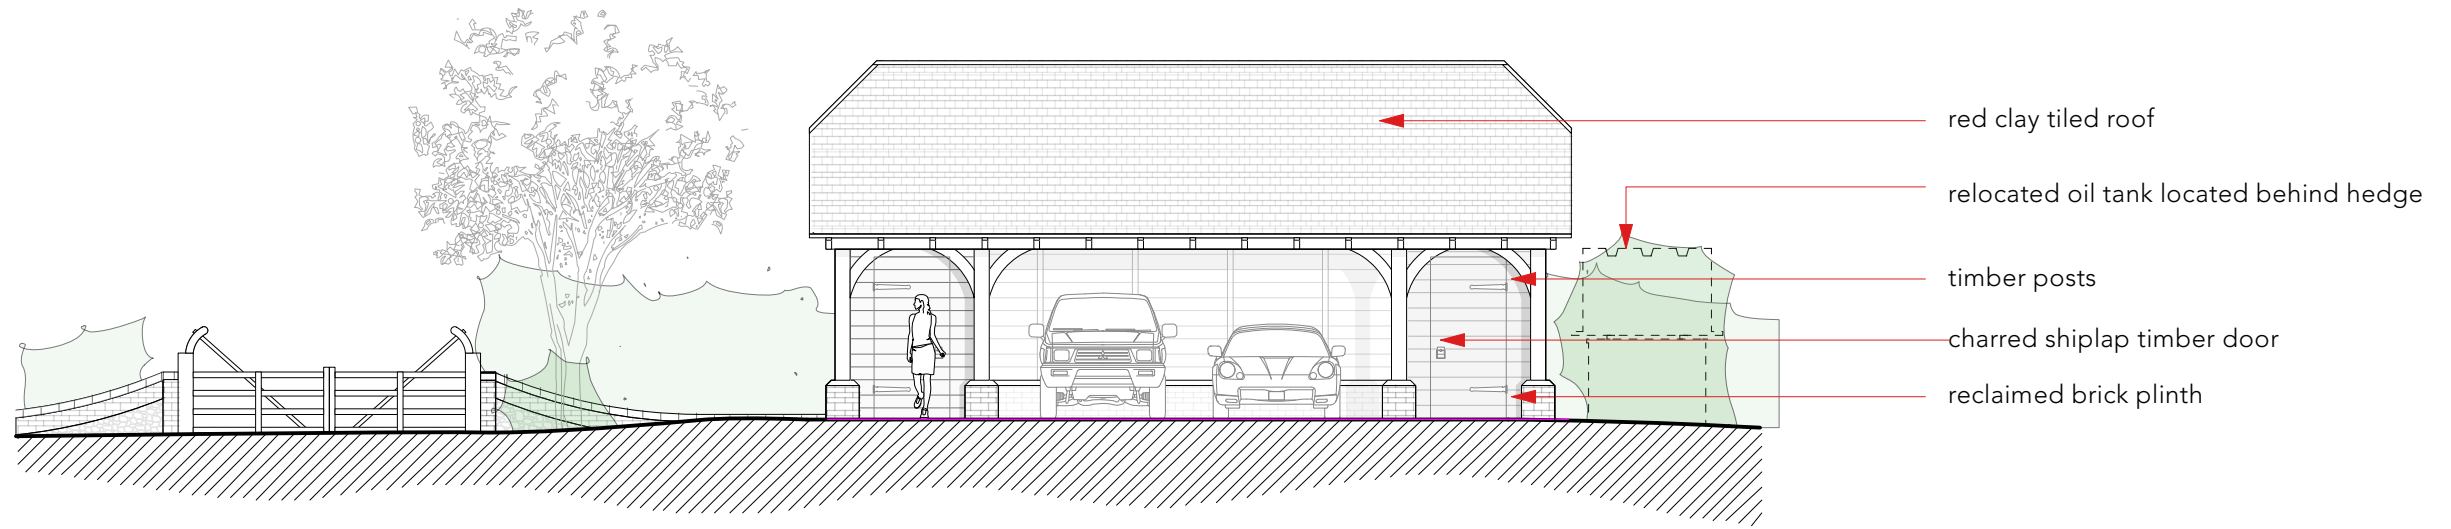 red clay tiled roof
relocated oil tank located behind hedge
timber posts
charred shiplap timber door
reclaimed brick plinth